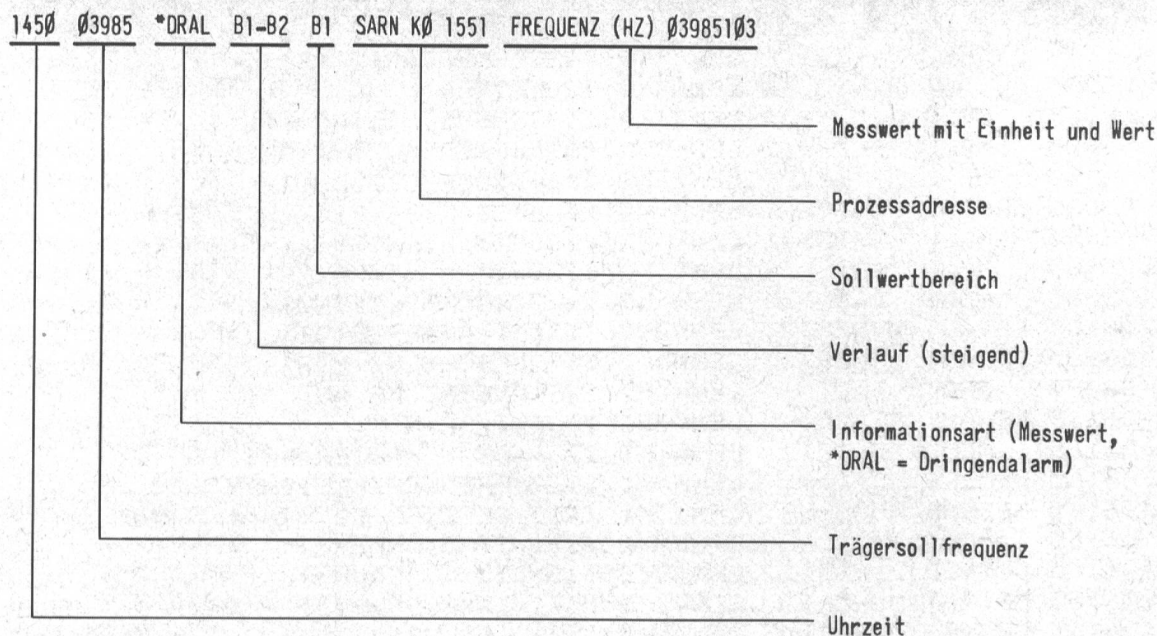 145Ø Ø3985 *DRAL B1-B2 B1 SARN KØ 1551 FREQUENZ (HZ) Ø39851Ø3
Messwert mit Einheit und Wert
Prozessadresse
Sollwertbereich
Verlauf (steigend)
Informationsart (Messwert,
*DRAL = Dringendalarm)
Trägersollfrequenz
Uhrzeit